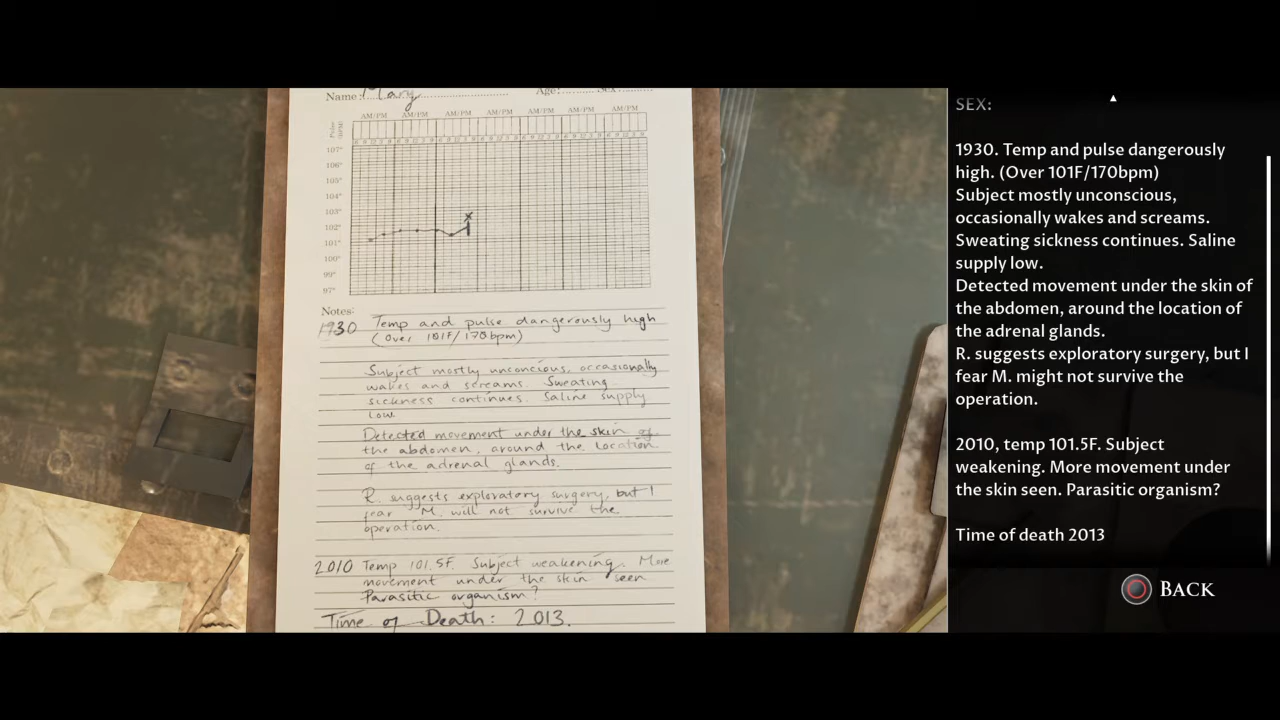 Name: Mary
Age: Sex
AM/PM AM/PM AM/PM AM/PM AM/PM AM/PM AM/PM
Pulse
107°
106°
105°
104°
103°
102°
101°
100°
99°
98°
97°
Notes:
1930 Temp and pulse dangerously high
(Over 101F/170bpm)
Subject mostly unconcious, occasionally
wakes and screams. Sweating
sickness continues. Saline supply
low.
Detected movement under the skin of
the abdomen, around the location
of the adrenal glands.
R. suggests exploratory surgery, but I
fear M. will not survive the
operation.
2010 Temp 101.5F. Subject weakening. More
movement under the skin seen
Parasitic organism?
Time of Death: 2013.
SEX:
1930. Temp and pulse dangerously
high. (Over 101F/170bpm)
Subject mostly unconscious,
occasionally wakes and screams.
Sweating sickness continues. Saline
supply low.
Detected movement under the skin of
the abdomen, around the location of
the adrenal glands.
R. suggests exploratory surgery, but I
fear M. might not survive the
operation.
2010, temp 101.5F. Subject
weakening. More movement under
the skin seen. Parasitic organism?
Time of death 2013
BACK